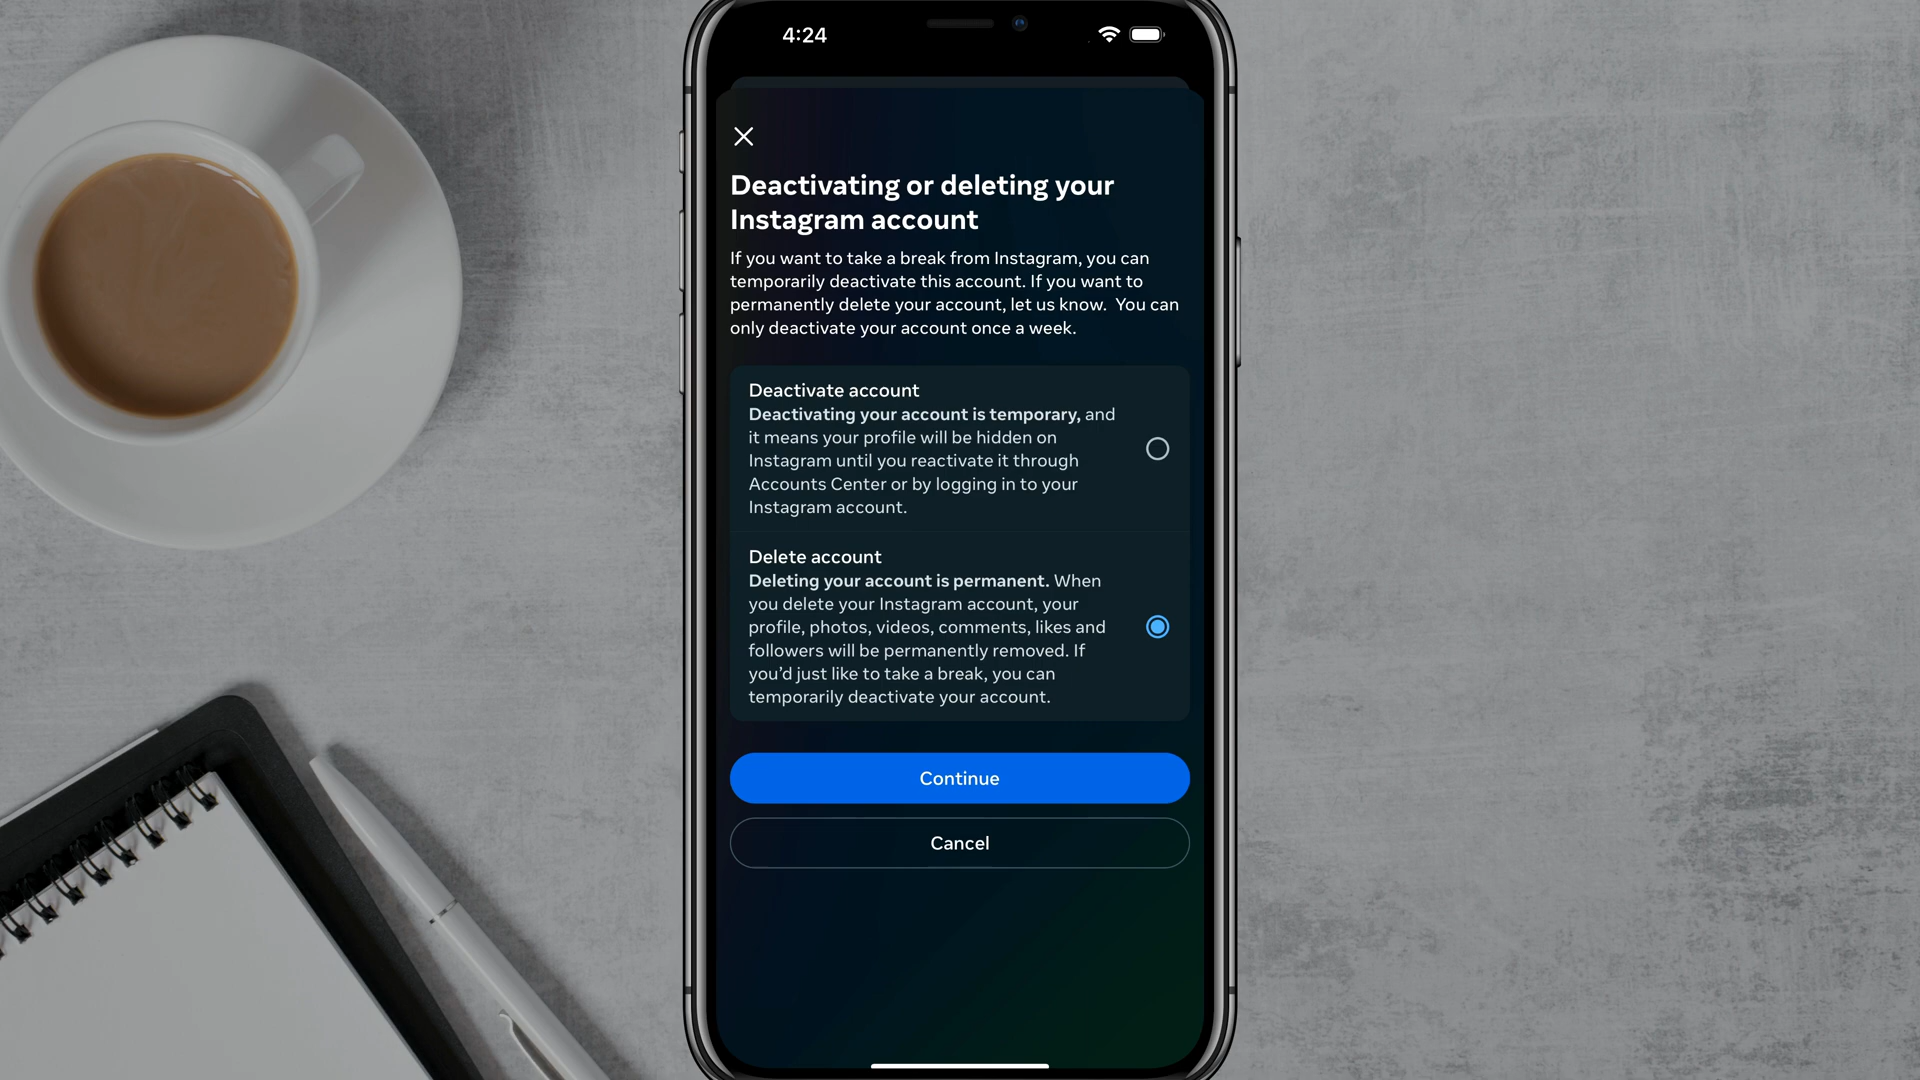 4:24
Deactivating or deleting your
Instagram account
If you want to take a break from Instagram, you can
temporarily deactivate this account. If you want to
permanently delete your account, let us know.  You can
only deactivate your account once a week.
Deactivate account
Deactivating your account is temporary, and
it means your profile will be hidden on
Instagram until you reactivate it through
Accounts Center or by logging in to your
Instagram account.
Delete account
Deleting your account is permanent. When
you delete your Instagram account, your
profile, photos, videos, comments, likes and
followers will be permanently removed. If
you’d just like to take a break, you can
temporarily deactivate your account.
Continue
Cancel